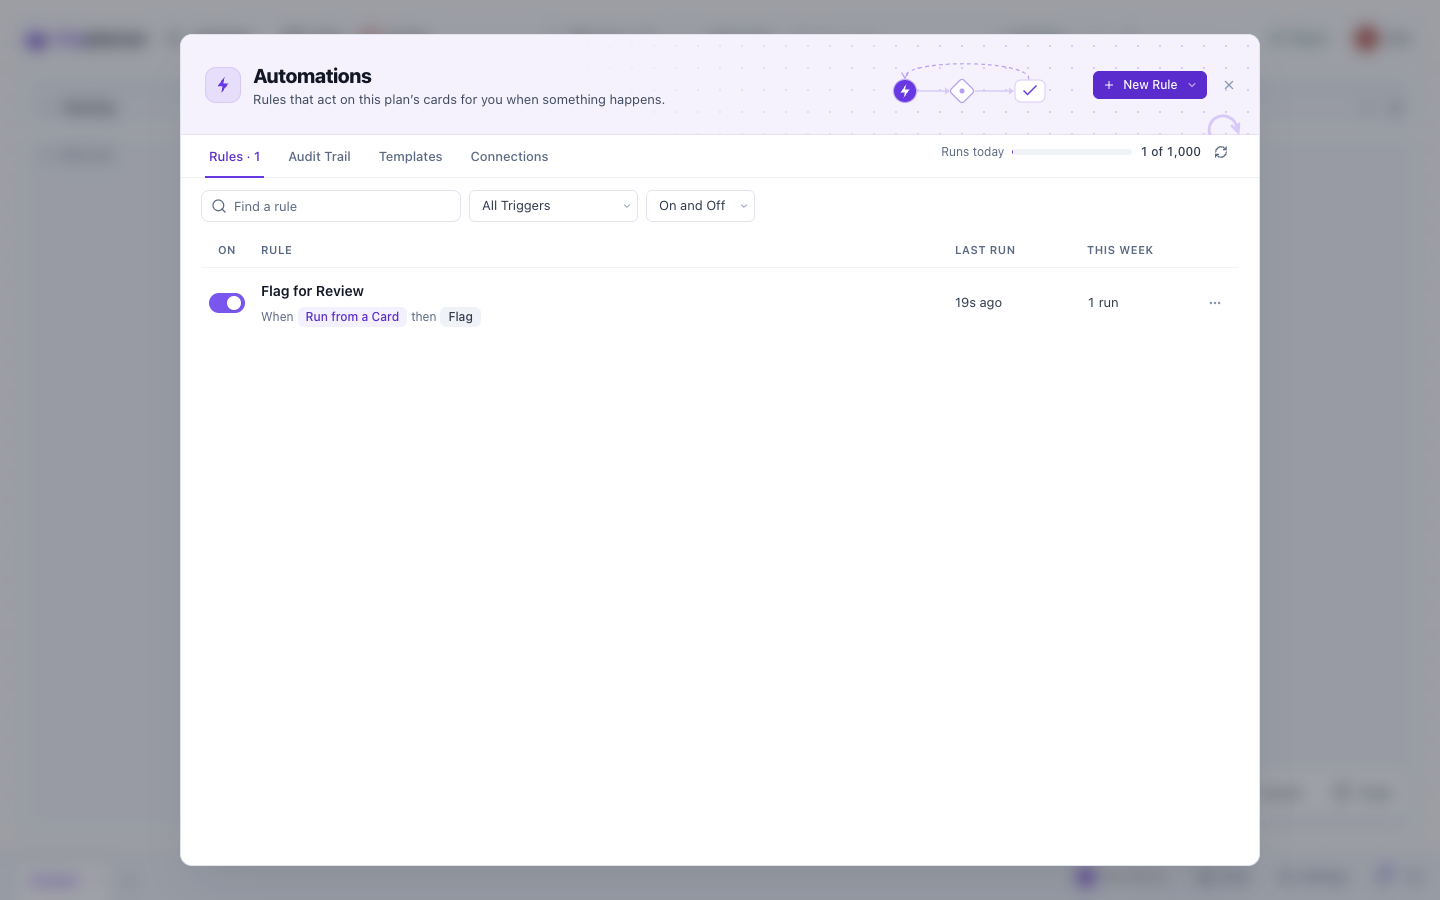 Automations
Rules that act on this plan's cards for you when something happens.
New Rule
Rules · 1
Audit Trail
Templates
Connections
Runs today
1 of 1,000
Find a rule
All Triggers
On and Off
ON
RULE
LAST RUN
THIS WEEK
Flag for Review
When Run from a Card then Flag
19s ago
1 run